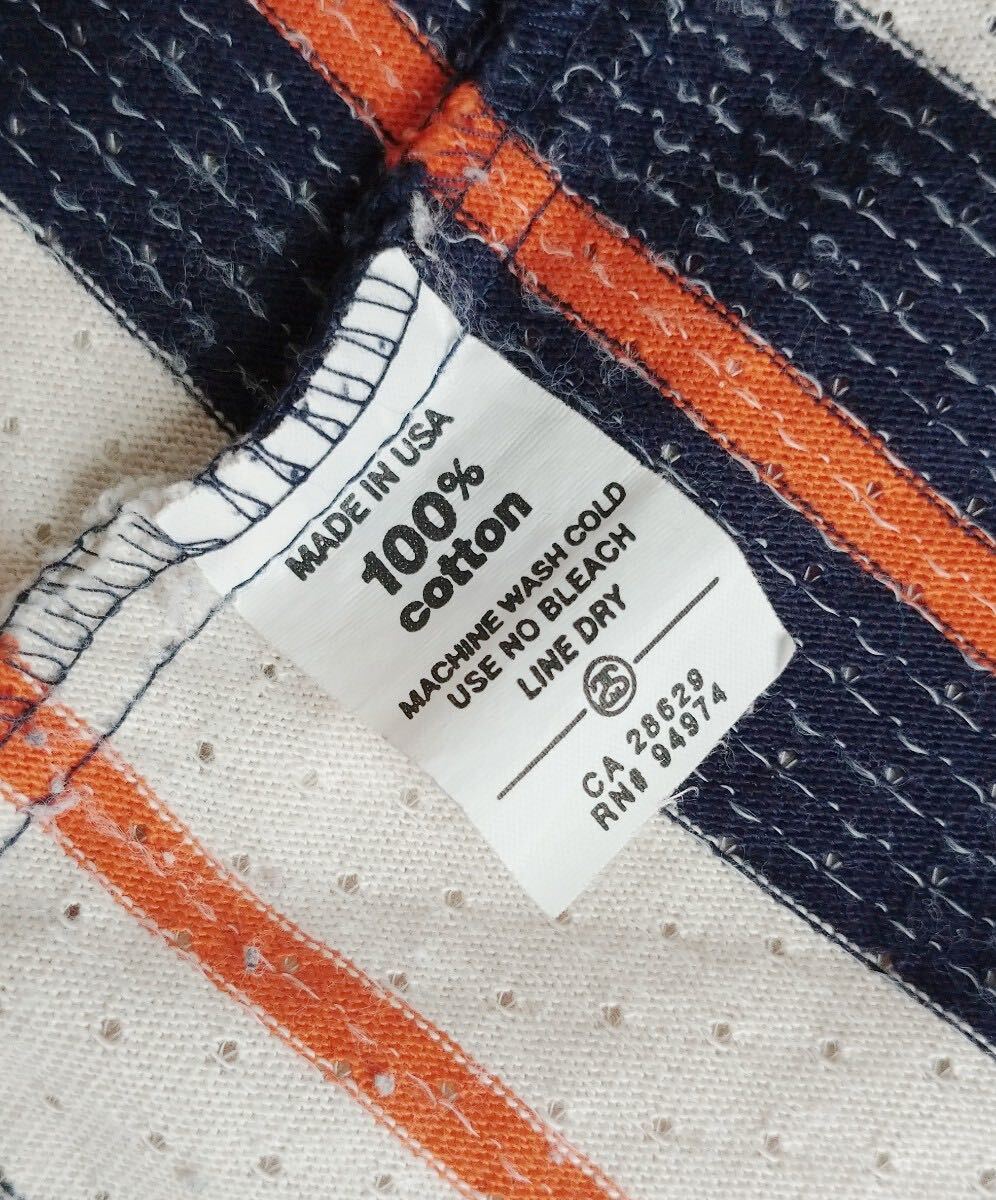 MADE IN USA
100%
cotton
MACHINE WASH COLD
USE NO BLEACH
LINE DRY
CA 28629
RN# 94974